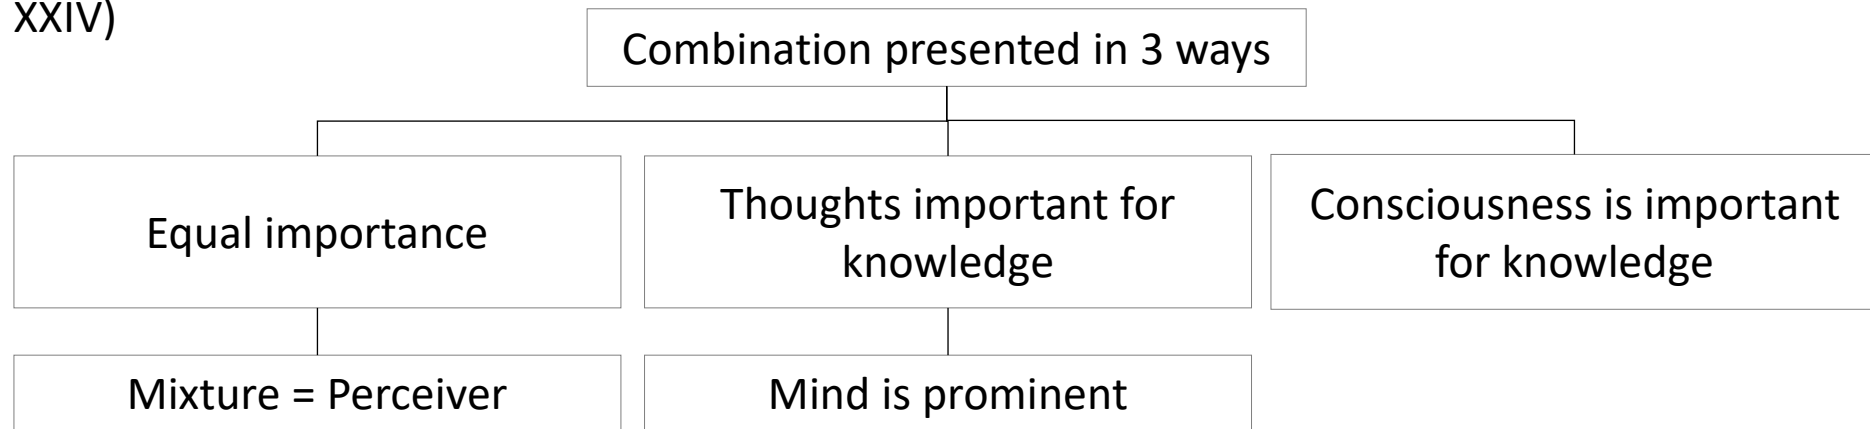 XXIV)
Combination presented in 3 ways
Equal importance
Thoughts important for
knowledge
Consciousness is important
for knowledge
Mixture = Perceiver
Mind is prominent